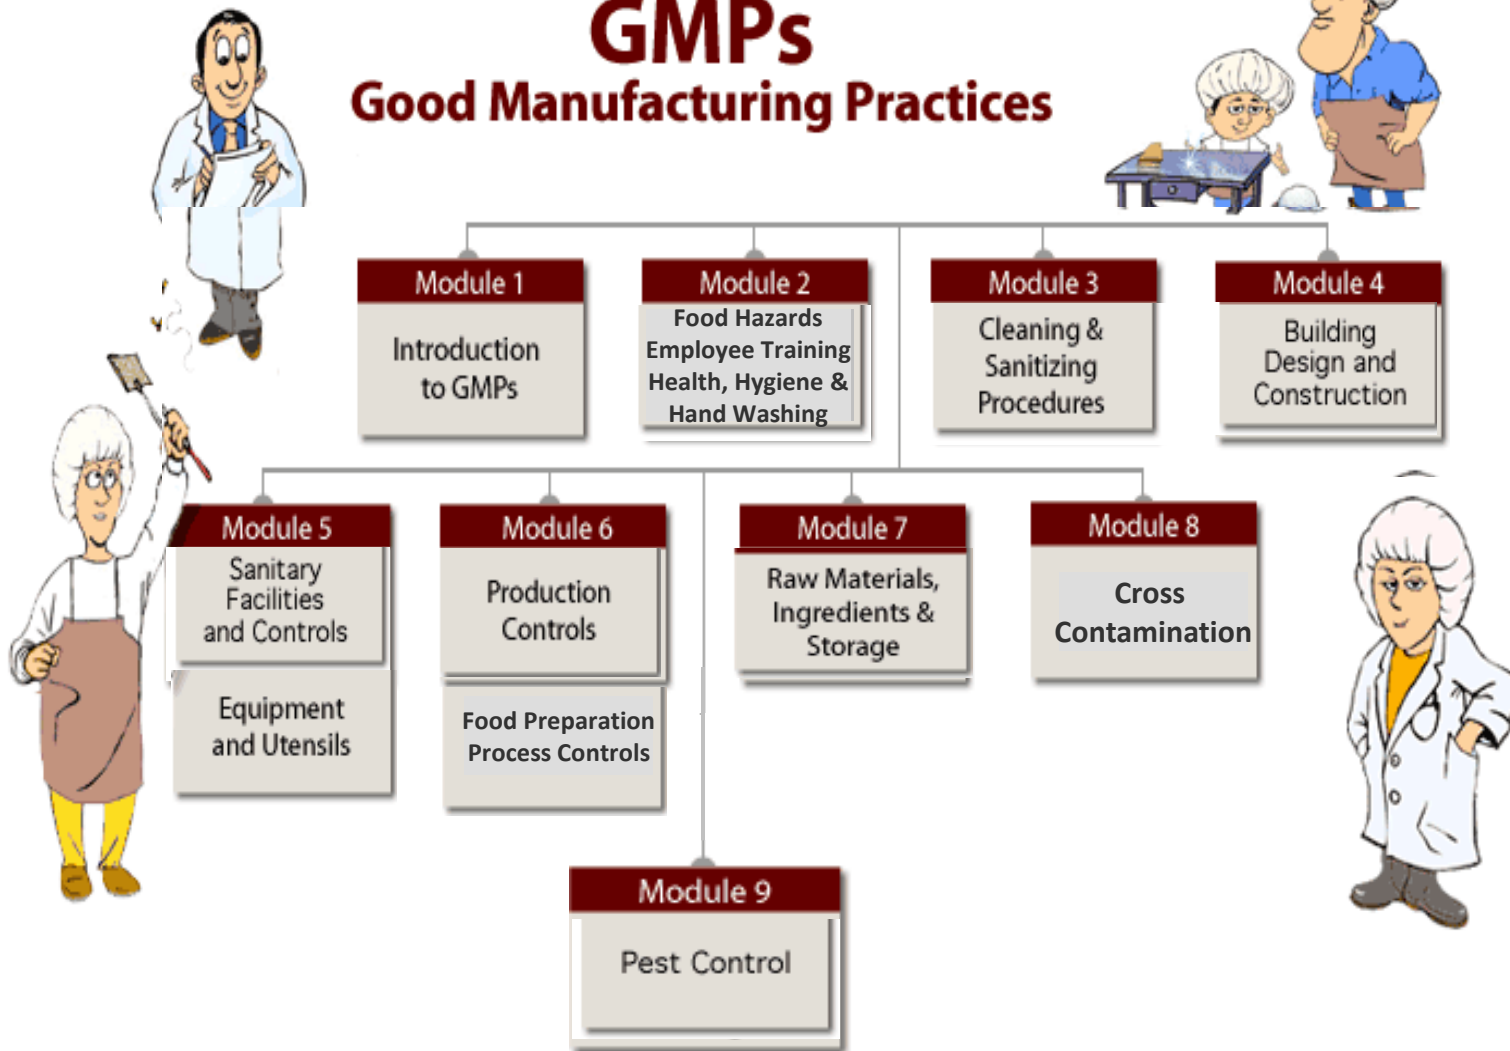 GMPs
Good Manufacturing Practices
Module 1
Introduction
to GMPs
Module 2
Food Hazards
Employee Training
Health, Hygiene &
Hand Washing
Module 3
Cleaning &
Sanitizing
Procedures
Module 4
Building
Design and
Construction
Module 5
Sanitary
Facilities
and Controls
Equipment
and Utensils
Module 6
Production
Controls
Food Preparation
Process Controls
Module 7
Raw Materials,
Ingredients &
Storage
Module 8
Cross
Contamination
Module 9
Pest Control